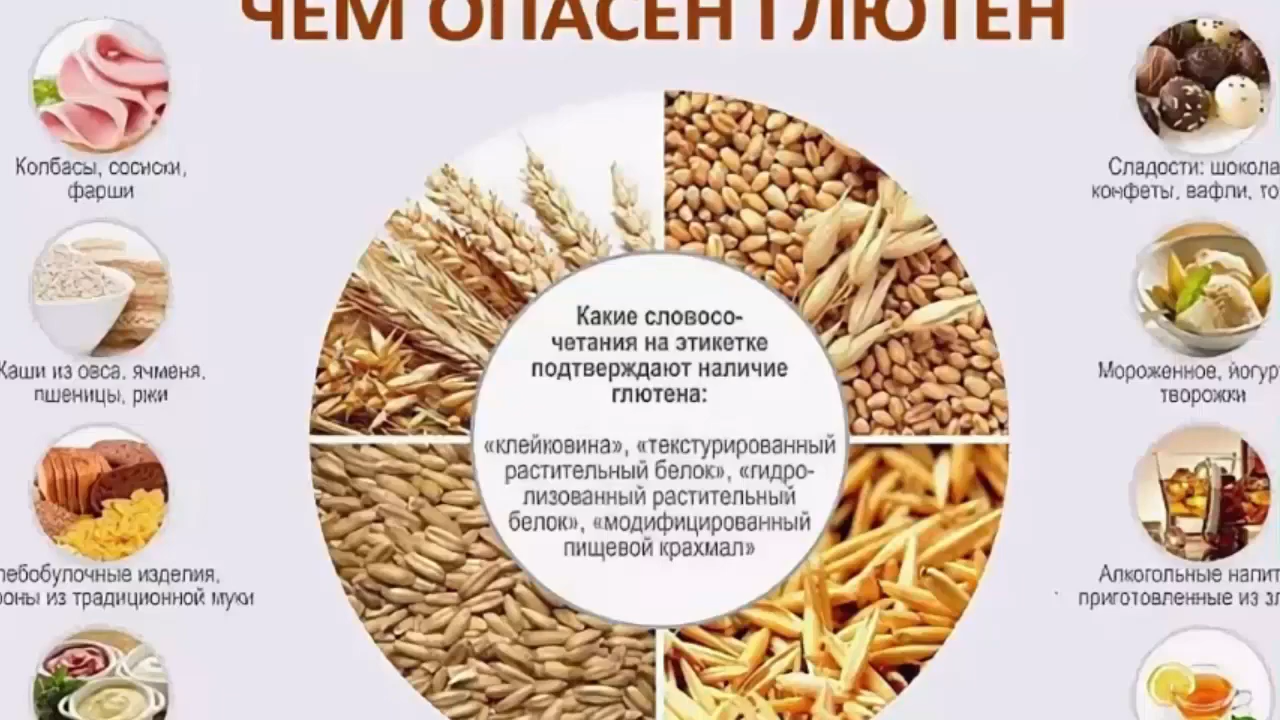 ЧЕМ ОПАСЕН ГЛЮТЕН
Колбасы, сосиски,
фарши
Каши из овса, ячменя,
пшеницы, ржи
лебобулочные изделия,
роны из традиционной муки
Какие словосо-
четания на этикетке
подтверждают наличие
глютена:
«клейковина», «текстурированный
растительный белок», «гидро-
лизованный растительный
белок», «модифицированный
пищевой крахмал»
Сладости: шокола
конфеты, вафли, то
Мороженное, йогур
творожки
Алкогольные напит
приготовленные из зл